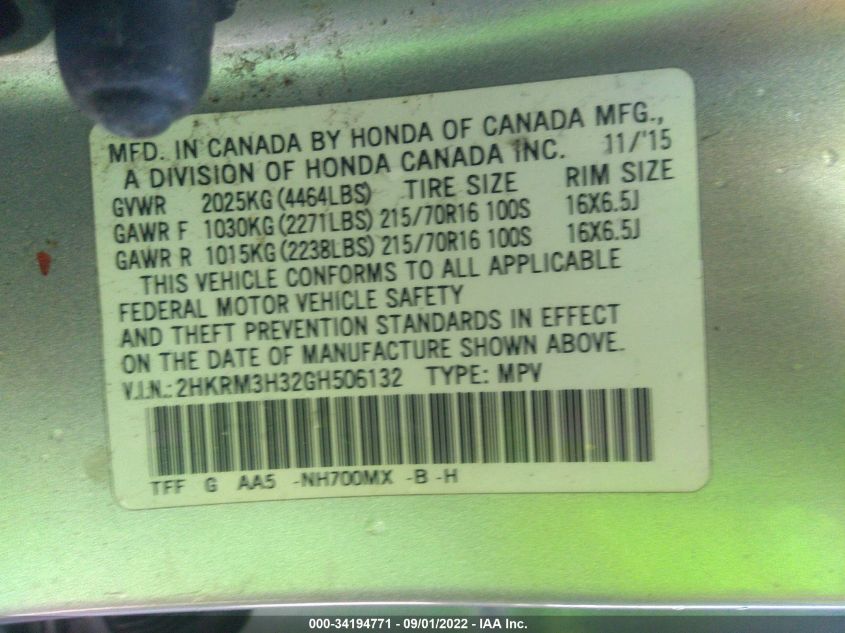 MFD. IN CANADA BY HONDA OF CANADA MFG.,
A DIVISION OF HONDA CANADA INC. 11/'15
GVWR 2025KG (4464LBS) TIRE SIZE RIM SIZE
GAWR F 1030KG (2271LBS) 215/70R16 100S 16X6.5J
GAWR R 1015KG (2238LBS) 215/70R16 100S 16X6.5J
THIS VEHICLE CONFORMS TO ALL APPLICABLE
FEDERAL MOTOR VEHICLE SAFETY
AND THEFT PREVENTION STANDARDS IN EFFECT
ON THE DATE OF MANUFACTURE SHOWN ABOVE.
V.I.N.: 2HKRM3H32GH506132 TYPE: MPV
TFF G AA5 -NH700MX -B -H
000-34194771 - 09/01/2022 - IAA Inc.